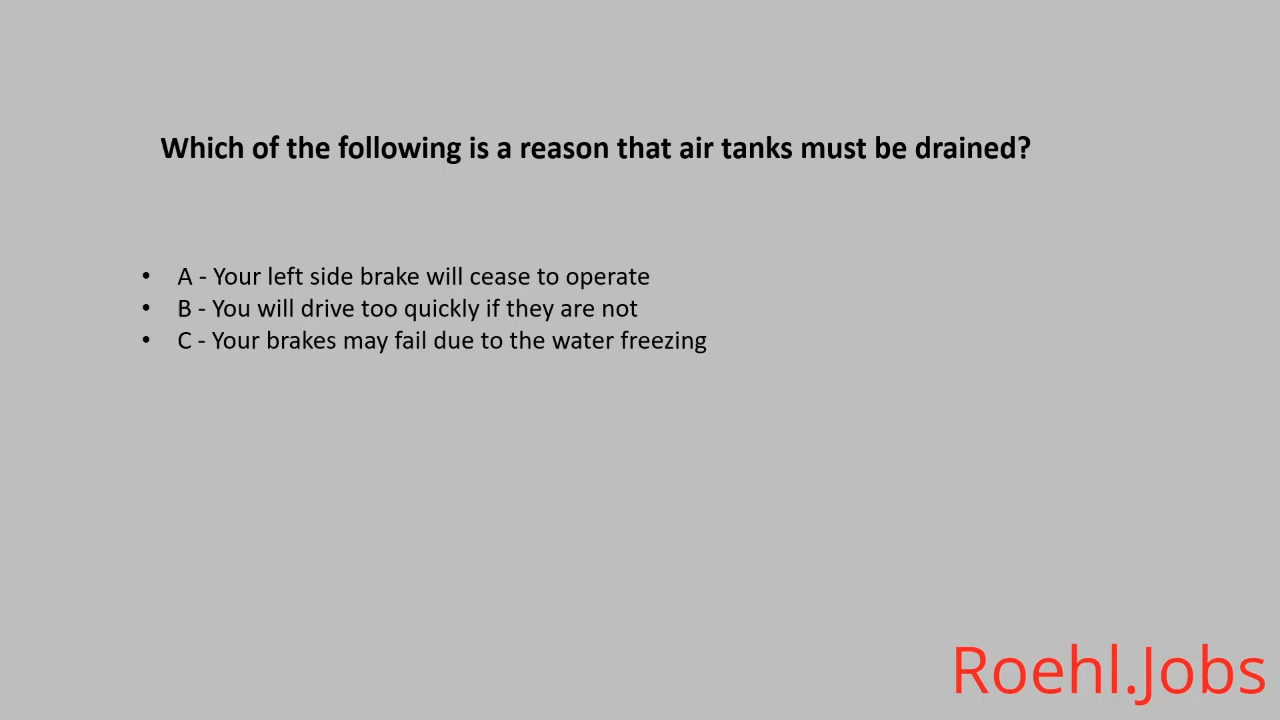 Which of the following is a reason that air tanks must be drained?
• A - Your left side brake will cease to operate
• B - You will drive too quickly if they are not
• C - Your brakes may fail due to the water freezing
Roehl.Jobs